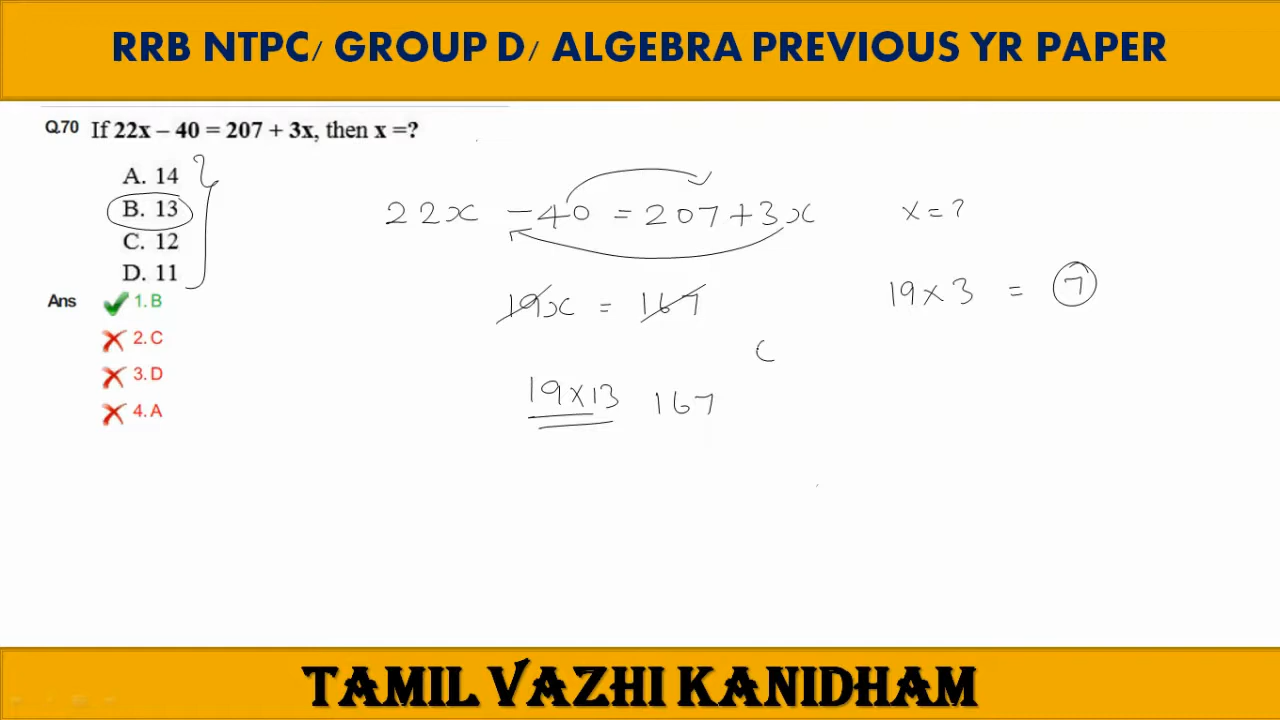 RRB NTPC/ GROUP D/ ALGEBRA PREVIOUS YR PAPER
Q.70 If 22x – 40 = 207 + 3x, then x =?
A. 14
B. 13
C. 12
D. 11
Ans 1. B
2. C
3. D
4. A
22x - 40 = 207 + 3x x = ?
19x = 167
19 x 3 = 7
19 x 13 167
TAMIL VAZHI KANIDHAM